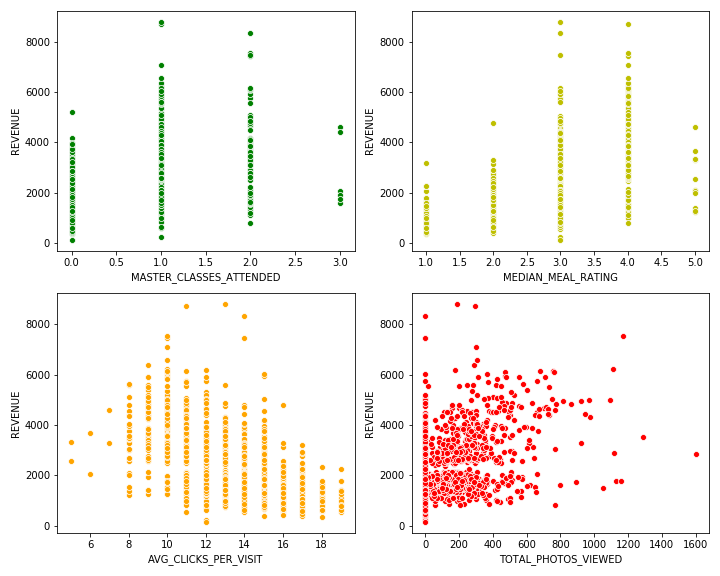 8000
6000
4000
2000
0
REVENUE
0.0 0.5 1.0 1.5 2.0 2.5 3.0
MASTER_CLASSES_ATTENDED
8000
6000
4000
2000
0
REVENUE
1.0 1.5 2.0 2.5 3.0 3.5 4.0 4.5 5.0
MEDIAN_MEAL_RATING
8000
6000
4000
2000
0
REVENUE
6 8 10 12 14 16 18
AVG_CLICKS_PER_VISIT
8000
6000
4000
2000
0
REVENUE
0 200 400 600 800 1000 1200 1400 1600
TOTAL_PHOTOS_VIEWED